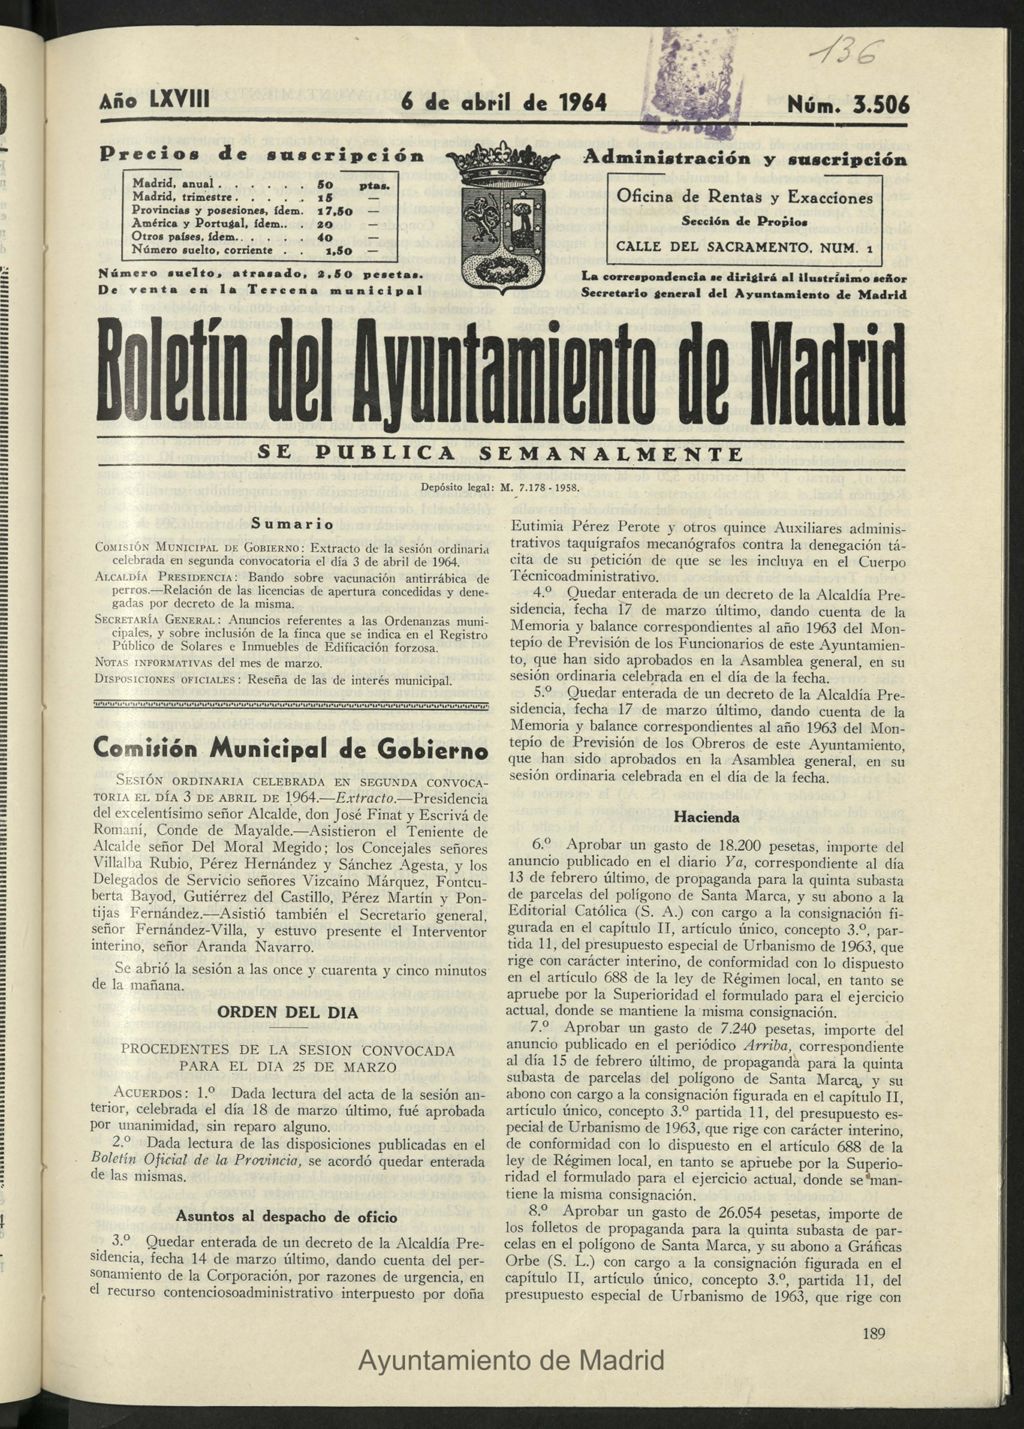 136
Año LXVIII
6 de abril de 1964
Núm. 3.506
Precios de suscripción
Madrid, anual . . . . . . 50 ptas.
Madrid, trimestre . . . . . 15 —
Provincias y posesiones, ídem. 17,50 —
América y Portugal, ídem.. . 20 —
Otros países, ídem.. . . . . 40 —
Número suelto, corriente . . 1,50 —
Número suelto, atrasado, 2,50 pesetas.
De venta en la Tercena municipal
Administración y suscripción
Oficina de Rentas y Exacciones
Sección de Propios
CALLE DEL SACRAMENTO, NUM. 1
La correspondencia se dirigirá al ilustrísimo señor
Secretario general del Ayuntamiento de Madrid
Boletín del Ayuntamiento de Madrid
SE PUBLICA SEMANALMENTE
Depósito legal: M. 7.178 - 1958.
Sumario
COMISIÓN MUNICIPAL DE GOBIERNO: Extracto de la sesión ordinaria
celebrada en segunda convocatoria el día 3 de abril de 1964.
ALCALDÍA PRESIDENCIA: Bando sobre vacunación antirrábica de
perros.—Relación de las licencias de apertura concedidas y dene-
gadas por decreto de la misma.
SECRETARÍA GENERAL: Anuncios referentes a las Ordenanzas muni-
cipales, y sobre inclusión de la finca que se indica en el Registro
Público de Solares e Inmuebles de Edificación forzosa.
NOTAS INFORMATIVAS del mes de marzo.
DISPOSICIONES OFICIALES: Reseña de las de interés municipal.
Comisión Municipal de Gobierno
SESIÓN ORDINARIA CELEBRADA EN SEGUNDA CONVOCA-
TORIA EL DÍA 3 DE ABRIL DE 1964.—Extracto.—Presidencia
del excelentísimo señor Alcalde, don José Finat y Escrivá de
Romaní, Conde de Mayalde.—Asistieron el Teniente de
Alcalde señor Del Moral Megido; los Concejales señores
Villalba Rubio, Pérez Hernández y Sánchez Agesta, y los
Delegados de Servicio señores Vizcaíno Márquez, Fontcu-
berta Bayod, Gutiérrez del Castillo, Pérez Martín y Pon-
tijas Fernández.—Asistió también el Secretario general,
señor Fernández-Villa, y estuvo presente el Interventor
interino, señor Aranda Navarro.
Se abrió la sesión a las once y cuarenta y cinco minutos
de la mañana.
ORDEN DEL DIA
PROCEDENTES DE LA SESION CONVOCADA
PARA EL DIA 25 DE MARZO
ACUERDOS: 1.º Dada lectura del acta de la sesión an-
terior, celebrada el día 18 de marzo último, fué aprobada
por unanimidad, sin reparo alguno.
2.º Dada lectura de las disposiciones publicadas en el
Boletín Oficial de la Provincia, se acordó quedar enterada
de las mismas.
Asuntos al despacho de oficio
3.º Quedar enterada de un decreto de la Alcaldía Pre-
sidencia, fecha 14 de marzo último, dando cuenta del per-
sonamiento de la Corporación, por razones de urgencia, en
el recurso contenciosoadministrativo interpuesto por doña
Eutimia Pérez Perote y otros quince Auxiliares adminis-
trativos taquígrafos mecanógrafos contra la denegación tá-
cita de su petición de que se les incluya en el Cuerpo
Técnicoadministrativo.
4.º Quedar enterada de un decreto de la Alcaldía Pre-
sidencia, fecha 17 de marzo último, dando cuenta de la
Memoria y balance correspondientes al año 1963 del Mon-
tepío de Previsión de los Funcionarios de este Ayuntamien-
to, que han sido aprobados en la Asamblea general, en su
sesión ordinaria celebrada en el día de la fecha.
5.º Quedar enterada de un decreto de la Alcaldía Pre-
sidencia, fecha 17 de marzo último, dando cuenta de la
Memoria y balance correspondientes al año 1963 del Mon-
tepío de Previsión de los Obreros de este Ayuntamiento,
que han sido aprobados en la Asamblea general, en su
sesión ordinaria celebrada en el día de la fecha.
Hacienda
6.º Aprobar un gasto de 18.200 pesetas, importe del
anuncio publicado en el diario Ya, correspondiente al día
13 de febrero último, de propaganda para la quinta subasta
de parcelas del polígono de Santa Marca, y su abono a la
Editorial Católica (S. A.) con cargo a la consignación fi-
gurada en el capítulo II, artículo único, concepto 3.º, par-
tida 11, del presupuesto especial de Urbanismo de 1963, que
rige con carácter interino, de conformidad con lo dispuesto
en el artículo 688 de la ley de Régimen local, en tanto se
apruebe por la Superioridad el formulado para el ejercicio
actual, donde se mantiene la misma consignación.
7.º Aprobar un gasto de 7.240 pesetas, importe del
anuncio publicado en el periódico Arriba, correspondiente
al día 15 de febrero último, de propaganda para la quinta
subasta de parcelas del polígono de Santa Marca, y su
abono con cargo a la consignación figurada en el capítulo II,
artículo único, concepto 3.º partida 11, del presupuesto es-
pecial de Urbanismo de 1963, que rige con carácter interino,
de conformidad con lo dispuesto en el artículo 688 de la
ley de Régimen local, en tanto se apruebe por la Superio-
ridad el formulado para el ejercicio actual, donde se man-
tiene la misma consignación.
8.º Aprobar un gasto de 26.054 pesetas, importe de
los folletos de propaganda para la quinta subasta de par-
celas en el polígono de Santa Marca, y su abono a Gráficas
Orbe (S. L.) con cargo a la consignación figurada en el
capítulo II, artículo único, concepto 3.º, partida 11, del
presupuesto especial de Urbanismo de 1963, que rige con
189
Ayuntamiento de Madrid